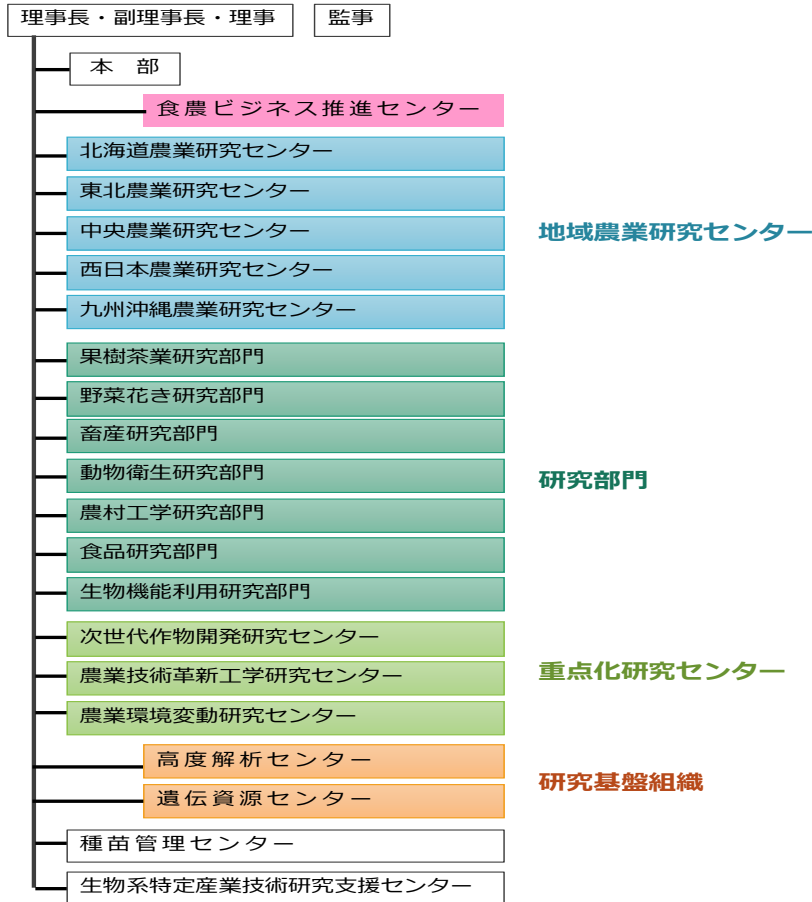 理事長・副理事長・理事
監事
本 部
食農ビジネス推進センター
北海道農業研究センター
東北農業研究センター
中央農業研究センター
西日本農業研究センター
九州沖縄農業研究センター
地域農業研究センター
果樹茶業研究部門
野菜花き研究部門
畜産研究部門
動物衛生研究部門
農村工学研究部門
食品研究部門
生物機能利用研究部門
研究部門
次世代作物開発研究センター
農業技術革新工学研究センター
農業環境変動研究センター
重点化研究センター
高度解析センター
遺伝資源センター
研究基盤組織
種苗管理センター
生物系特定産業技術研究支援センター